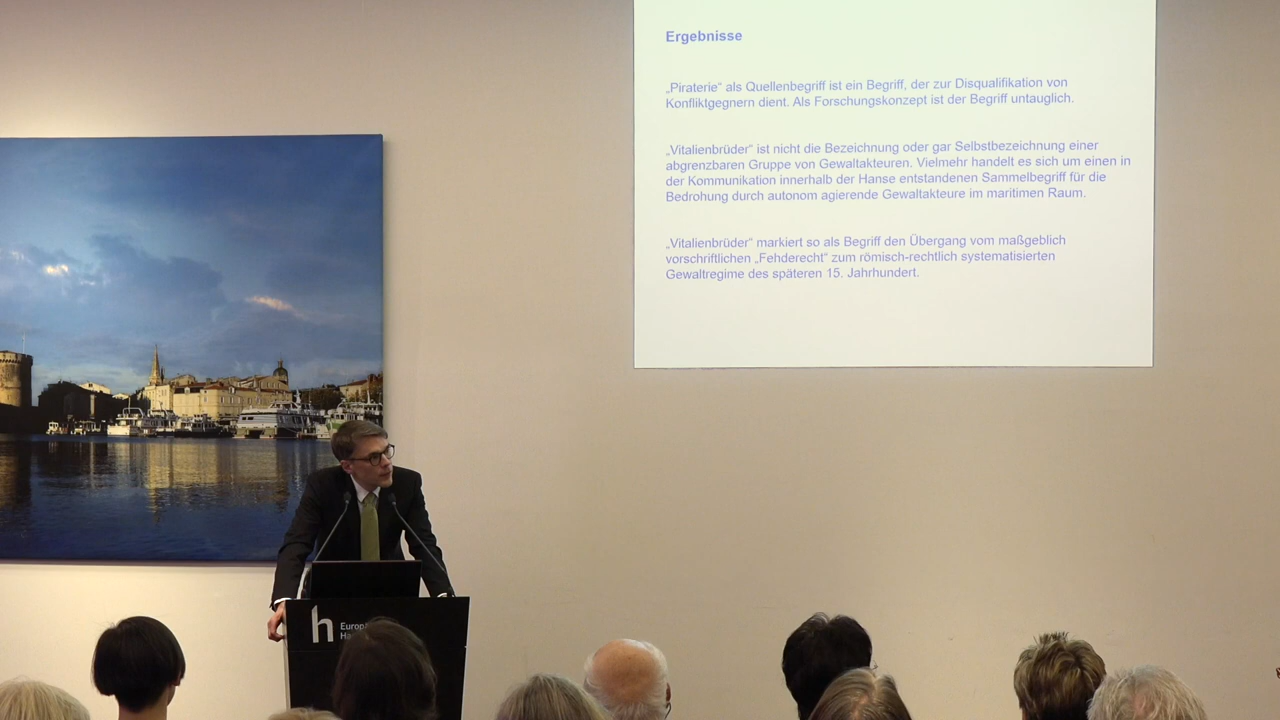 Ergebnisse
„Piraterie“ als Quellenbegriff ist ein Begriff, der zur Disqualifikation von
Konfliktgegnern dient. Als Forschungskonzept ist der Begriff untauglich.
„Vitalienbrüder“ ist nicht die Bezeichnung oder gar Selbstbezeichnung einer
abgrenzbaren Gruppe von Gewaltakteuren. Vielmehr handelt es sich um einen in
der Kommunikation innerhalb der Hanse entstandenen Sammelbegriff für die
Bedrohung durch autonom agierende Gewaltakteure im maritimen Raum.
„Vitalienbrüder“ markiert so als Begriff den Übergang vom maßgeblich
vorschriftlichen „Fehderecht“ zum römisch-rechtlich systematisierten
Gewaltregime des späteren 15. Jahrhundert.
h